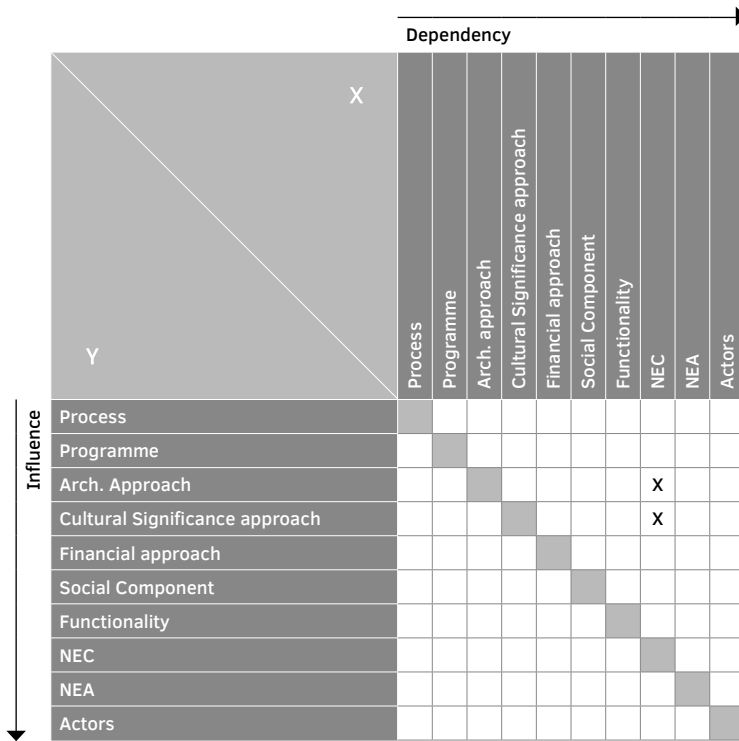 Dependency
X
Y
Process
Programme
Arch. approach
Cultural Significance approach
Financial approach
Social Component
Functionality
NEC
NEA
Actors
Influence
Process
Programme
Arch. Approach X
Cultural Significance approach X
Financial approach
Social Component
Functionality
NEC
NEA
Actors